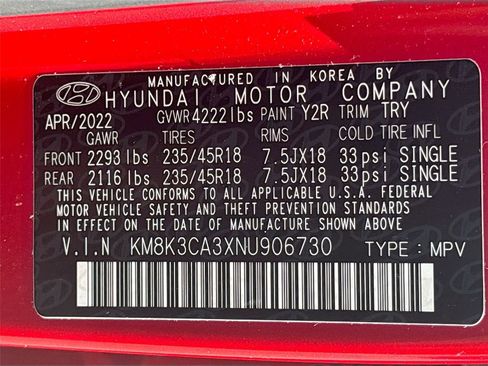 MANUFACTURED IN KOREA BY
HYUNDAI MOTOR COMPANY
APR/2022 GVWR 4222 lbs PAINT Y2R TRIM TRY
GAWR TIRES RIMS COLD TIRE INFL
FRONT 2293 lbs 235/45R18 7.5JX18 33psi SINGLE
REAR 2116 lbs 235/45R18 7.5JX18 33psi SINGLE
THIS VEHICLE CONFORMS TO ALL APPLICABLE U.S.A. FEDERAL
MOTOR VEHICLE SAFETY, BUMPER AND THEFT PREVENTION STANDARDS
IN EFFECT ON THE DATE OF MANUFACTURE SHOWN ABOVE.
V.I.N KM8K3CA3XNU906730 TYPE : MPV